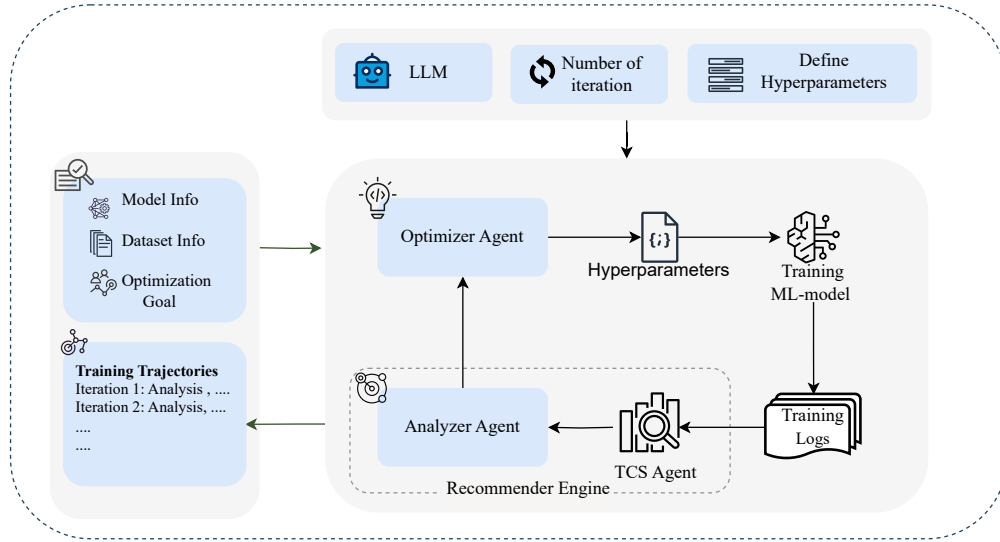 LLM
Number of
iteration
Define
Hyperparameters
Model Info
Dataset Info
Optimization
Goal
Training Trajectories
Iteration 1: Analysis , ....
Iteration 2: Analysis, ....
....
....
Optimizer Agent
{;}
Hyperparameters
Training
ML-model
Analyzer Agent
TCS Agent
Training
Logs
Recommender Engine